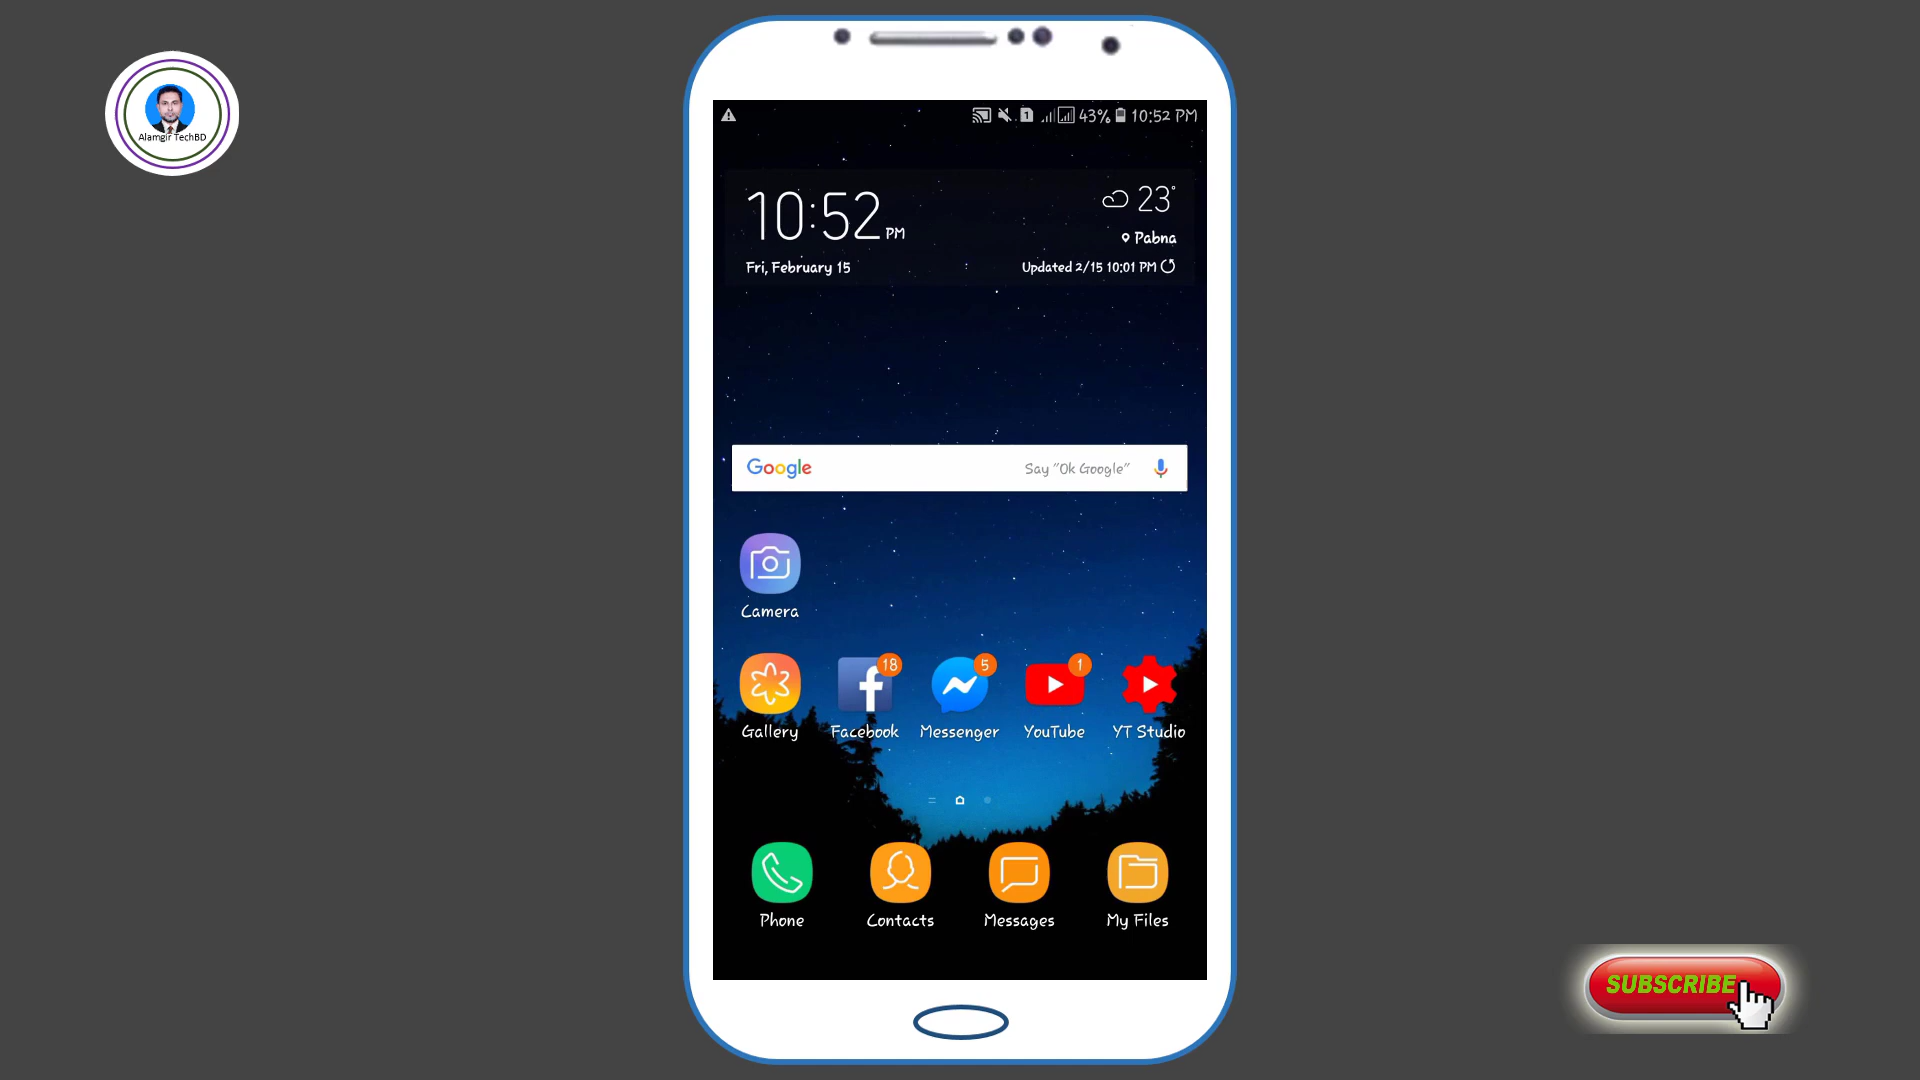 Alamgir TechBD
1 43% 10:52 PM
10:52 PM
23°
Pabna
Fri, February 15
Updated 2/15 10:01 PM
Google
Say "Ok Google"
Camera
18
5
1
Gallery
Facebook
Messenger
YouTube
YT Studio
Phone
Contacts
Messages
My Files
SUBSCRIBE